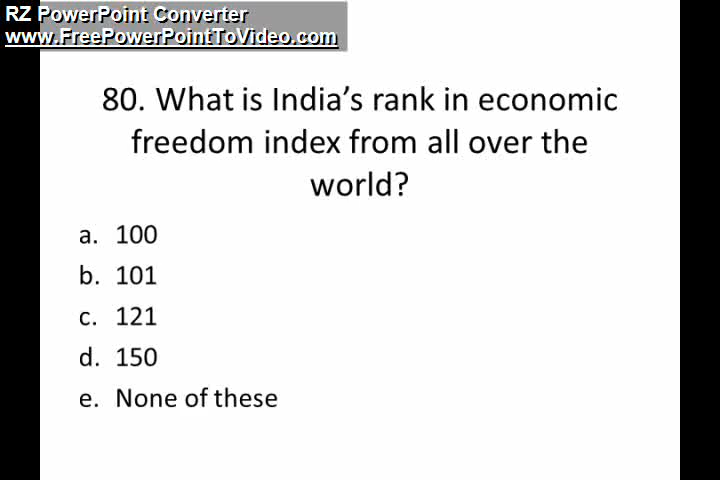 RZ PowerPoint Converter
www.FreePowerPointToVideo.com
80. What is India’s rank in economic
freedom index from all over the
world?
a. 100
b. 101
c. 121
d. 150
e. None of these